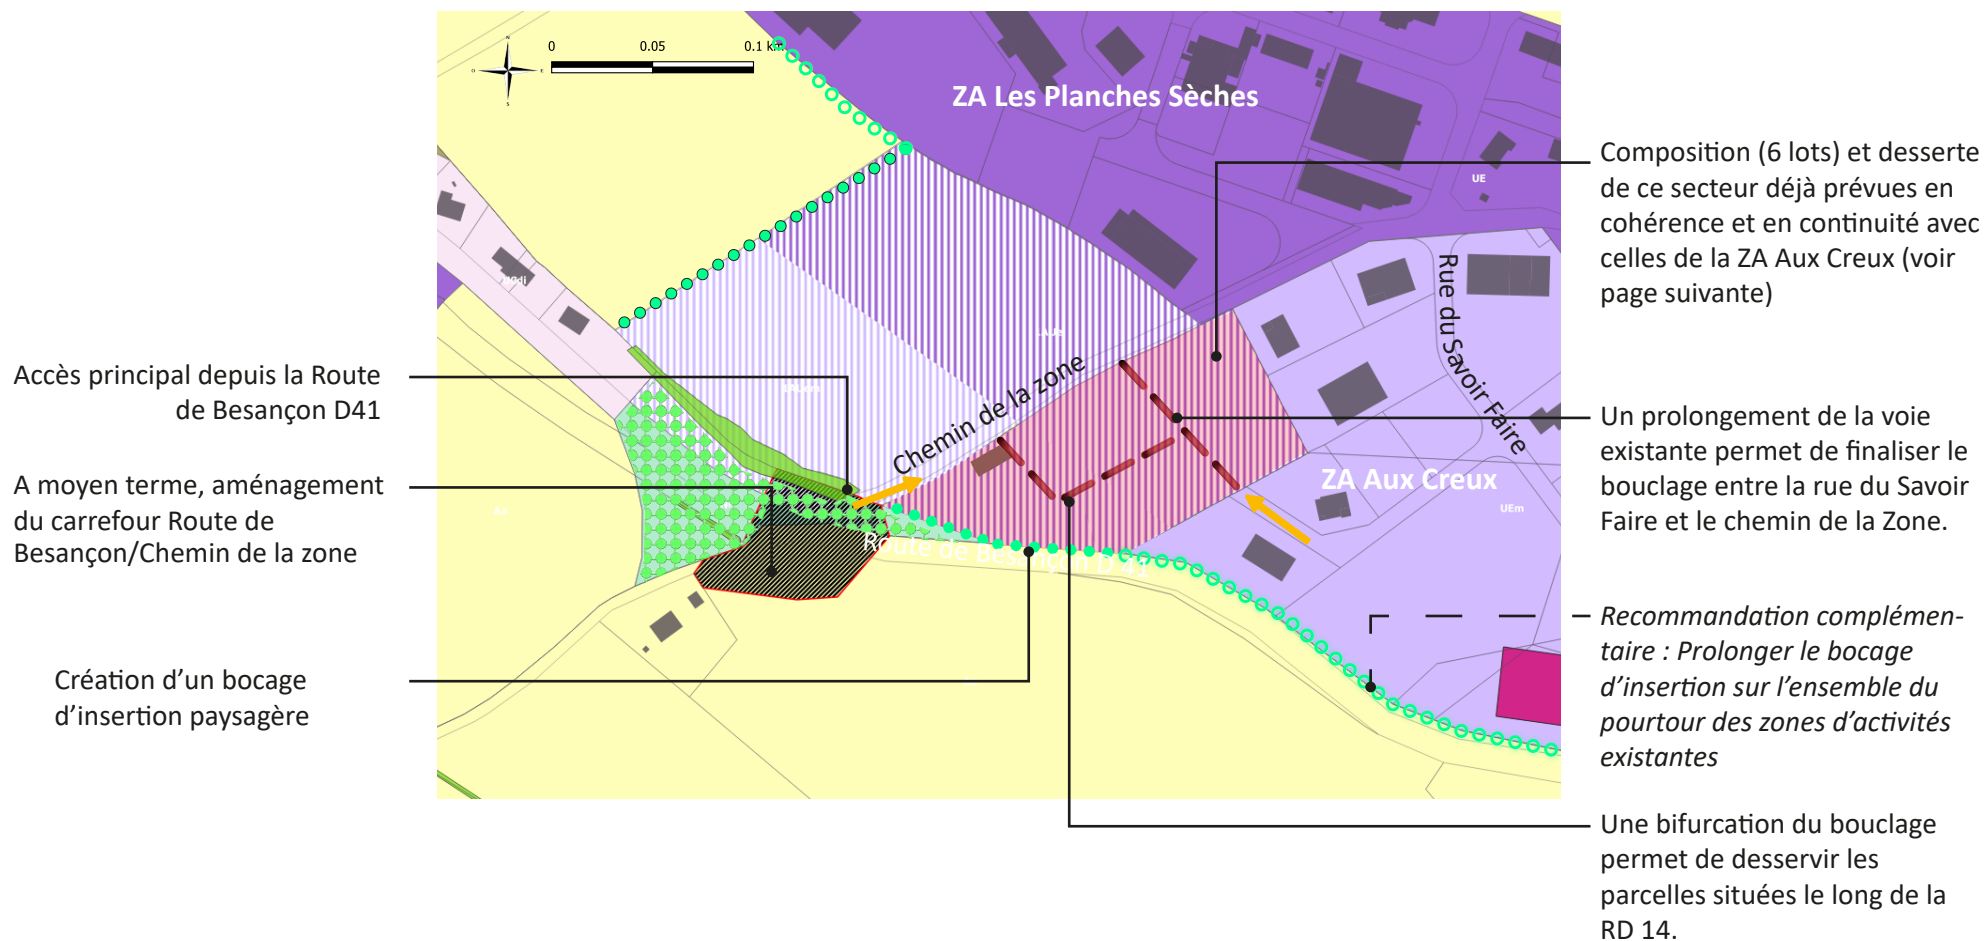 N
O
E
S
0
0.05
0.1 km
ZA Les Planches Sèches
UE
Rue du Savoir Faire
Chemin de la zone
ZA Aux Creux
UEm
Route de Besançon D 41
Accès principal depuis la Route
de Besançon D41
A moyen terme, aménagement
du carrefour Route de
Besançon/Chemin de la zone
Création d’un bocage
d’insertion paysagère
Composition (6 lots) et desserte
de ce secteur déjà prévues en
cohérence et en continuité avec
celles de la ZA Aux Creux (voir
page suivante)
Un prolongement de la voie
existante permet de finaliser le
bouclage entre la rue du Savoir
Faire et le chemin de la Zone.
Recommandation complémen-
taire : Prolonger le bocage
d’insertion sur l’ensemble du
pourtour des zones d’activités
existantes
Une bifurcation du bouclage
permet de desservir les
parcelles situées le long de la
RD 14.